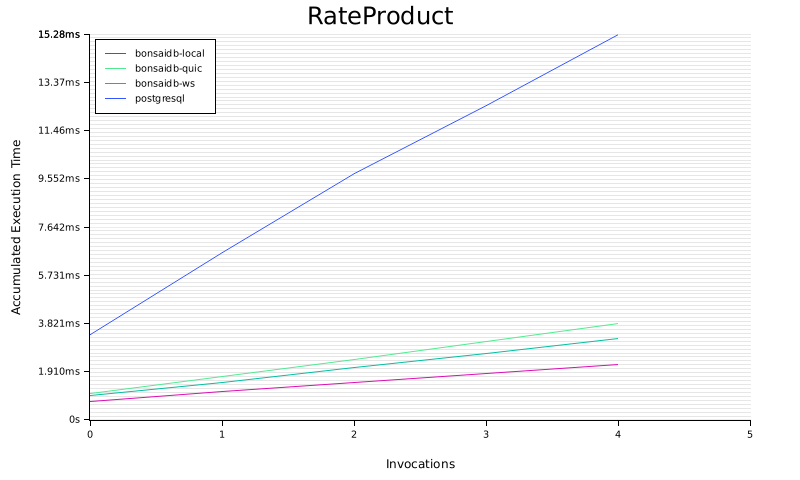 RateProduct
15.28ms
13.37ms
11.46ms
9.552ms
7.642ms
5.731ms
3.821ms
1.910ms
0s
Accumulated Execution Time
bonsaidb-local
bonsaidb-quic
bonsaidb-ws
postgresql
0 1 2 3 4 5
Invocations